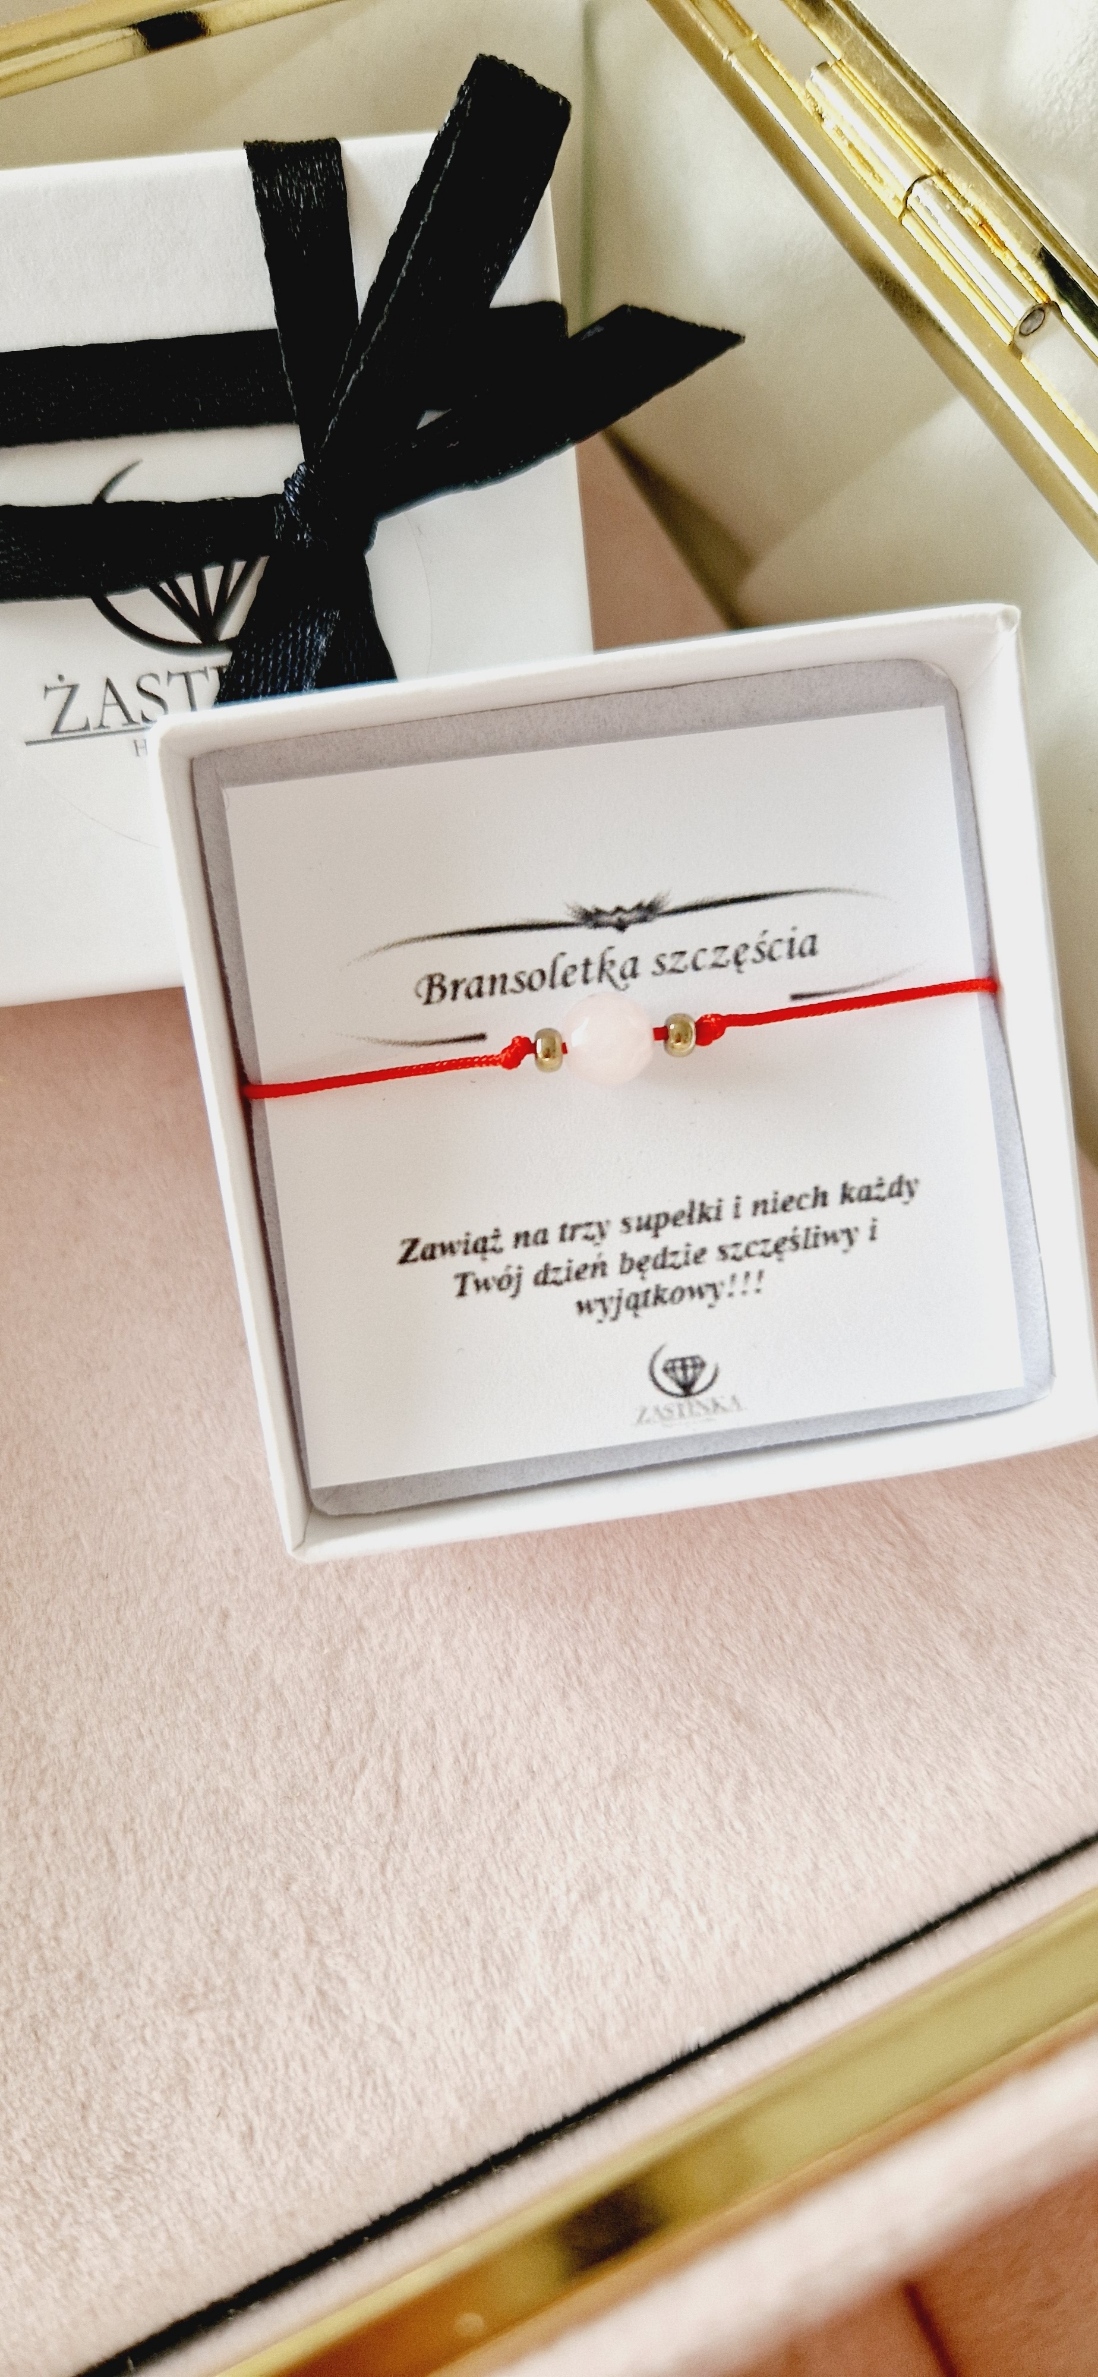 ŻAST
H
Bransoletka szczęścia
Zawiąż na trzy supełki i niech każdy
Twój dzień będzie szczęśliwy i
wyjątkowy!!!
ŻASTINKA